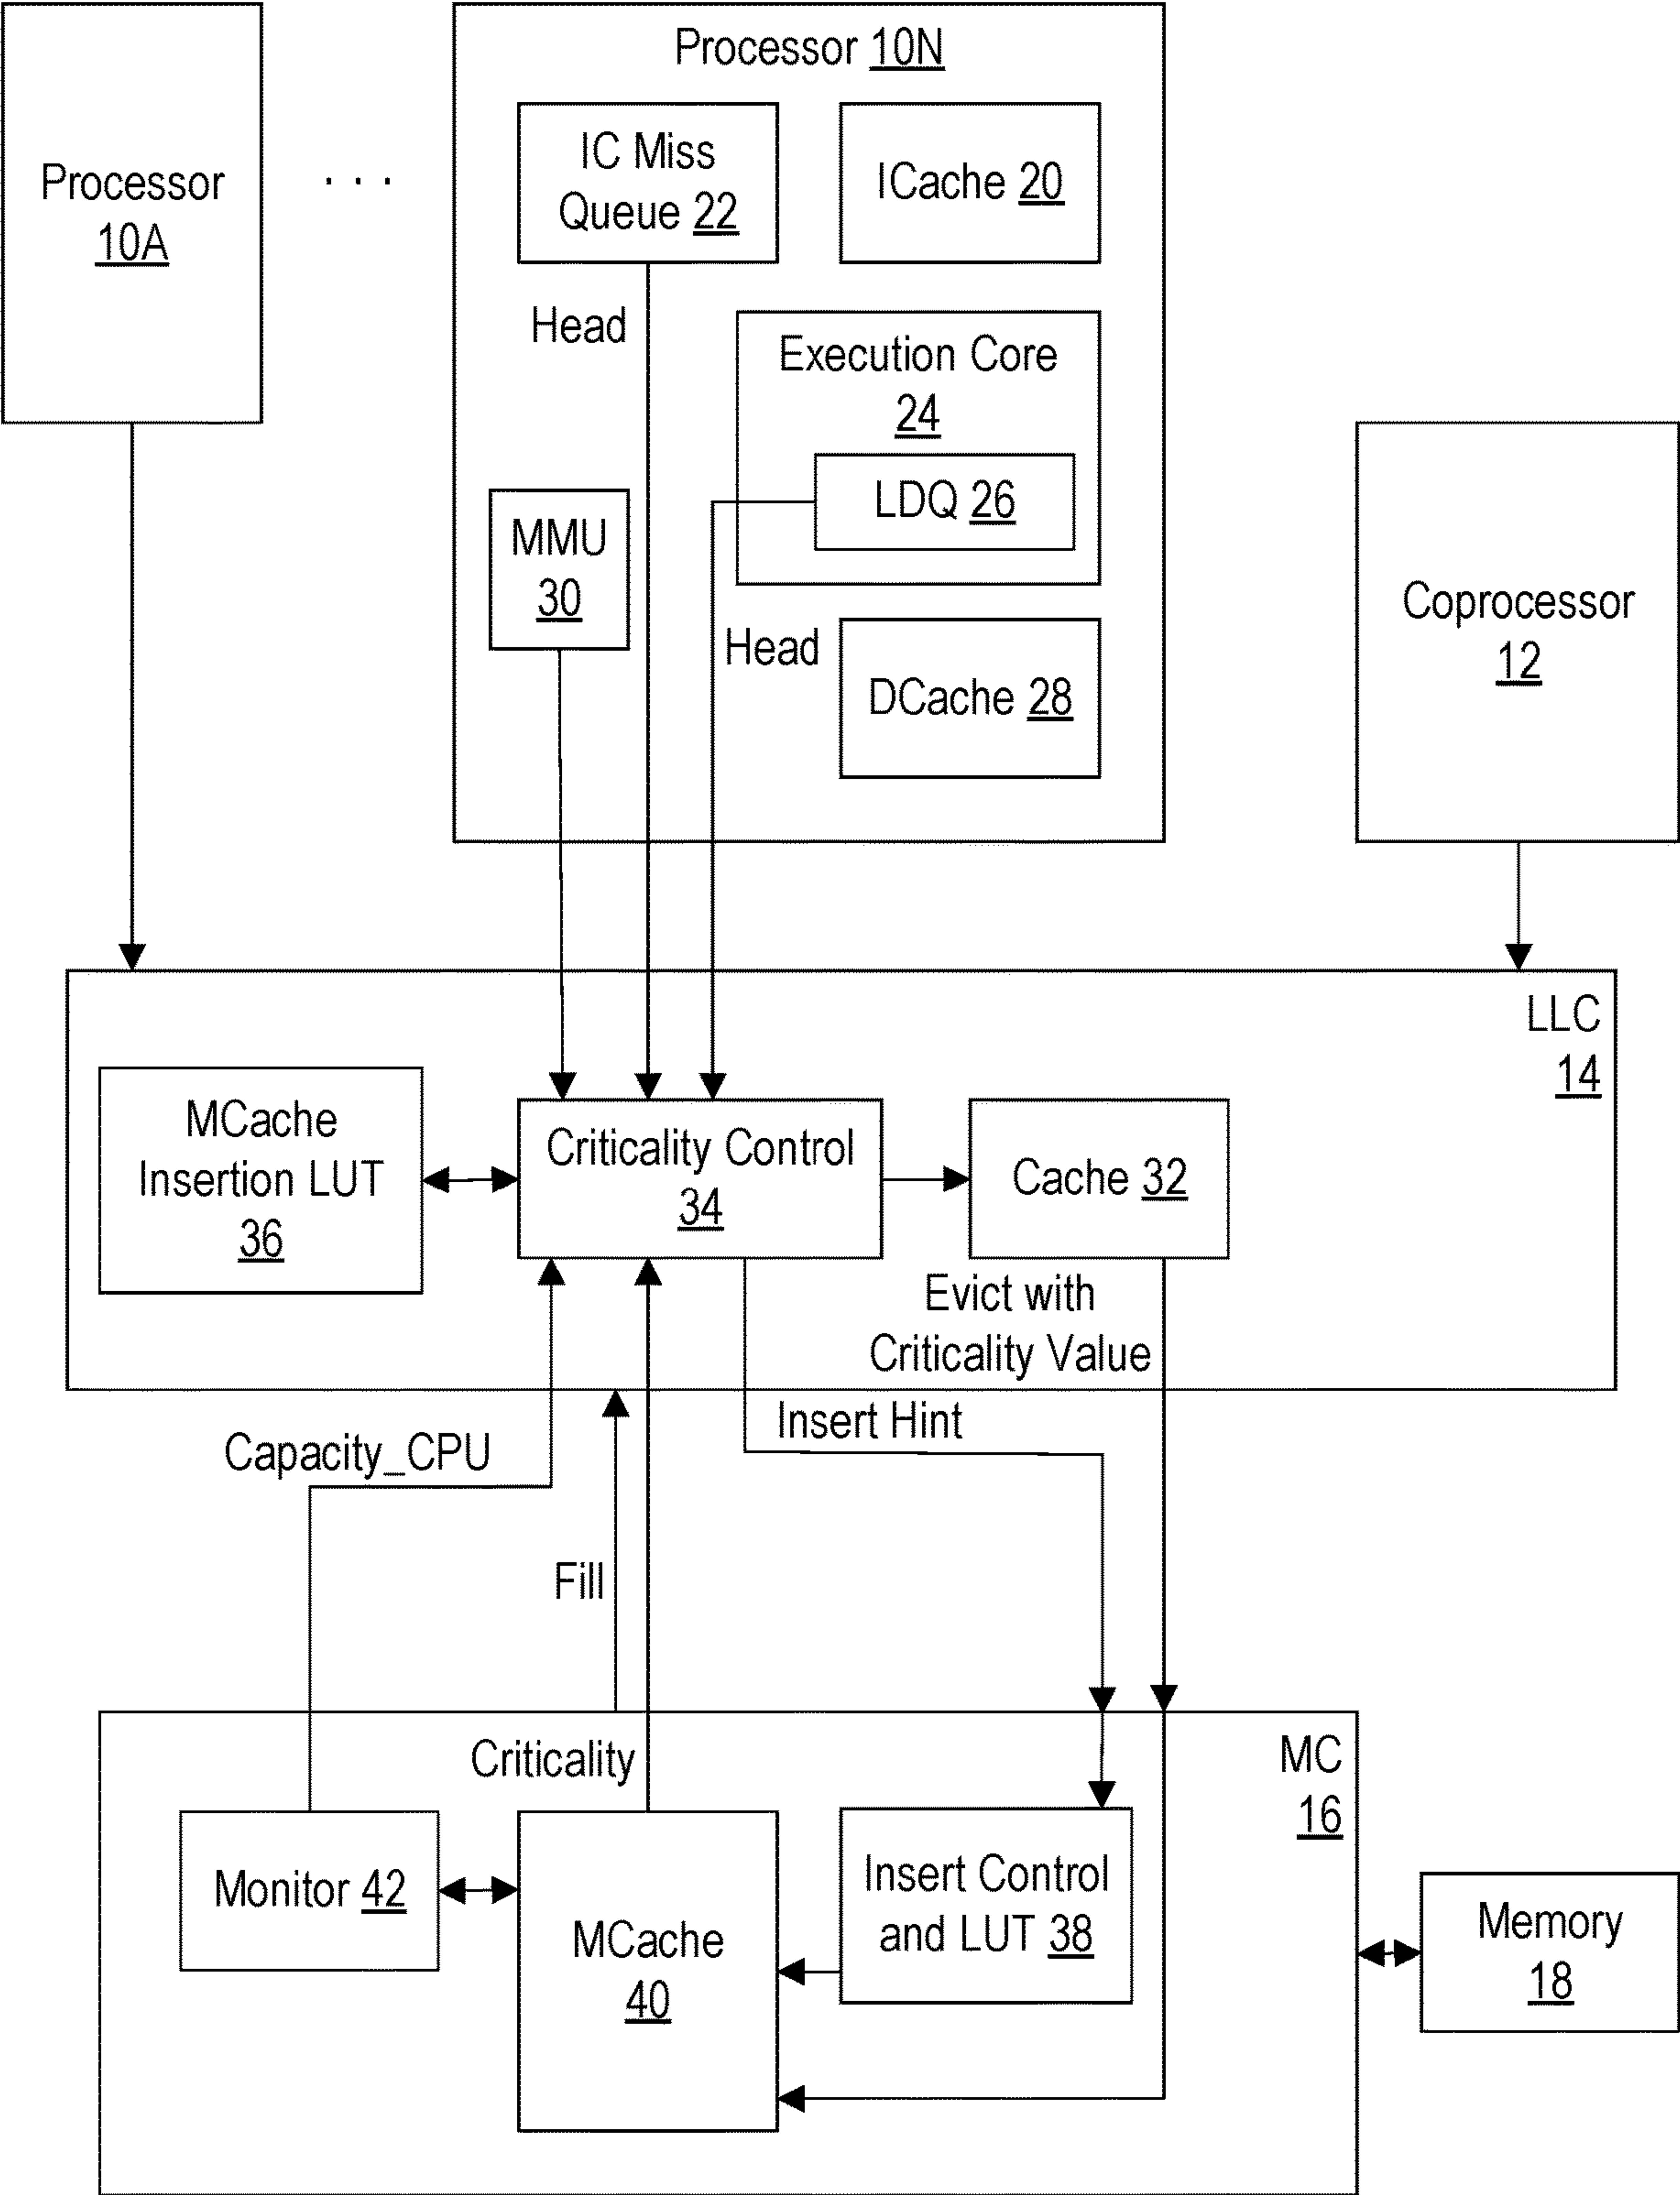 Processor 10N
IC Miss
Queue 22
ICache 20
Processor
10A
. . .
Head
Execution Core
24
LDQ 26
MMU
30
Head
DCache 28
Coprocessor
12
LLC
14
MCache
Insertion LUT
36
Criticality Control
34
Cache 32
Evict with
Criticality Value
Insert Hint
Capacity_CPU
Fill
Criticality
MC
16
Monitor 42
MCache
40
Insert Control
and LUT 38
Memory
18